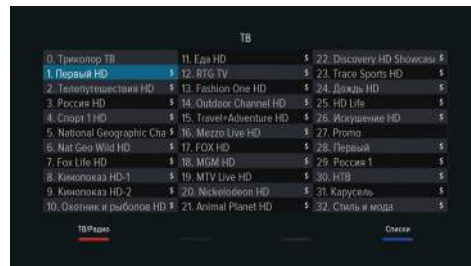 ТВ
0. Триколор ТВ
1. Первый HD $
2. Телепутешествия HD $
3. Россия HD $
4. Спорт 1 HD $
5. National Geographic Cha $
6. Nat Geo Wild HD $
7. Fox Life HD $
8. Кинопоказ HD-1 $
9. Кинопоказ HD-2 $
10. Охотник и рыболов HD $
11. Еда HD $
12. RTG TV $
13. Fashion One HD $
14. Outdoor Channel HD $
15. Travel+Adventure HD $
16. Mezzo Live HD $
17. FOX HD $
18. MGM HD $
19. MTV Live HD $
20. Nickelodeon HD $
21. Animal Planet HD $
22. Discovery HD Showcase $
23. Trace Sports HD $
24. Дождь HD $
25. HD Life $
26. Искушение HD $
27. Promo
28. Первый $
29. Россия 1 $
30. НТВ $
31. Карусель $
32. Стиль и мода $
ТВ/Радио
Списки